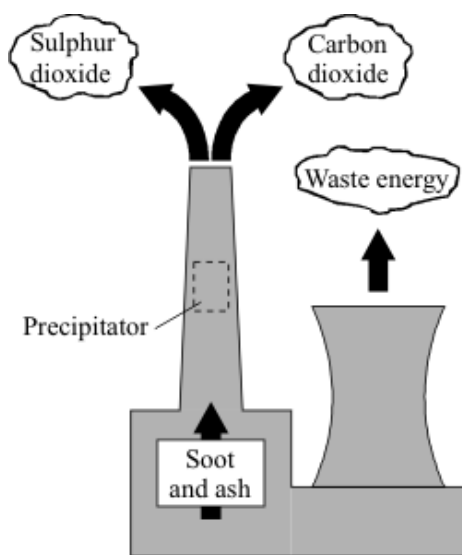 Sulphur
dioxide
Carbon
dioxide
Waste energy
Precipitator
Soot
and ash